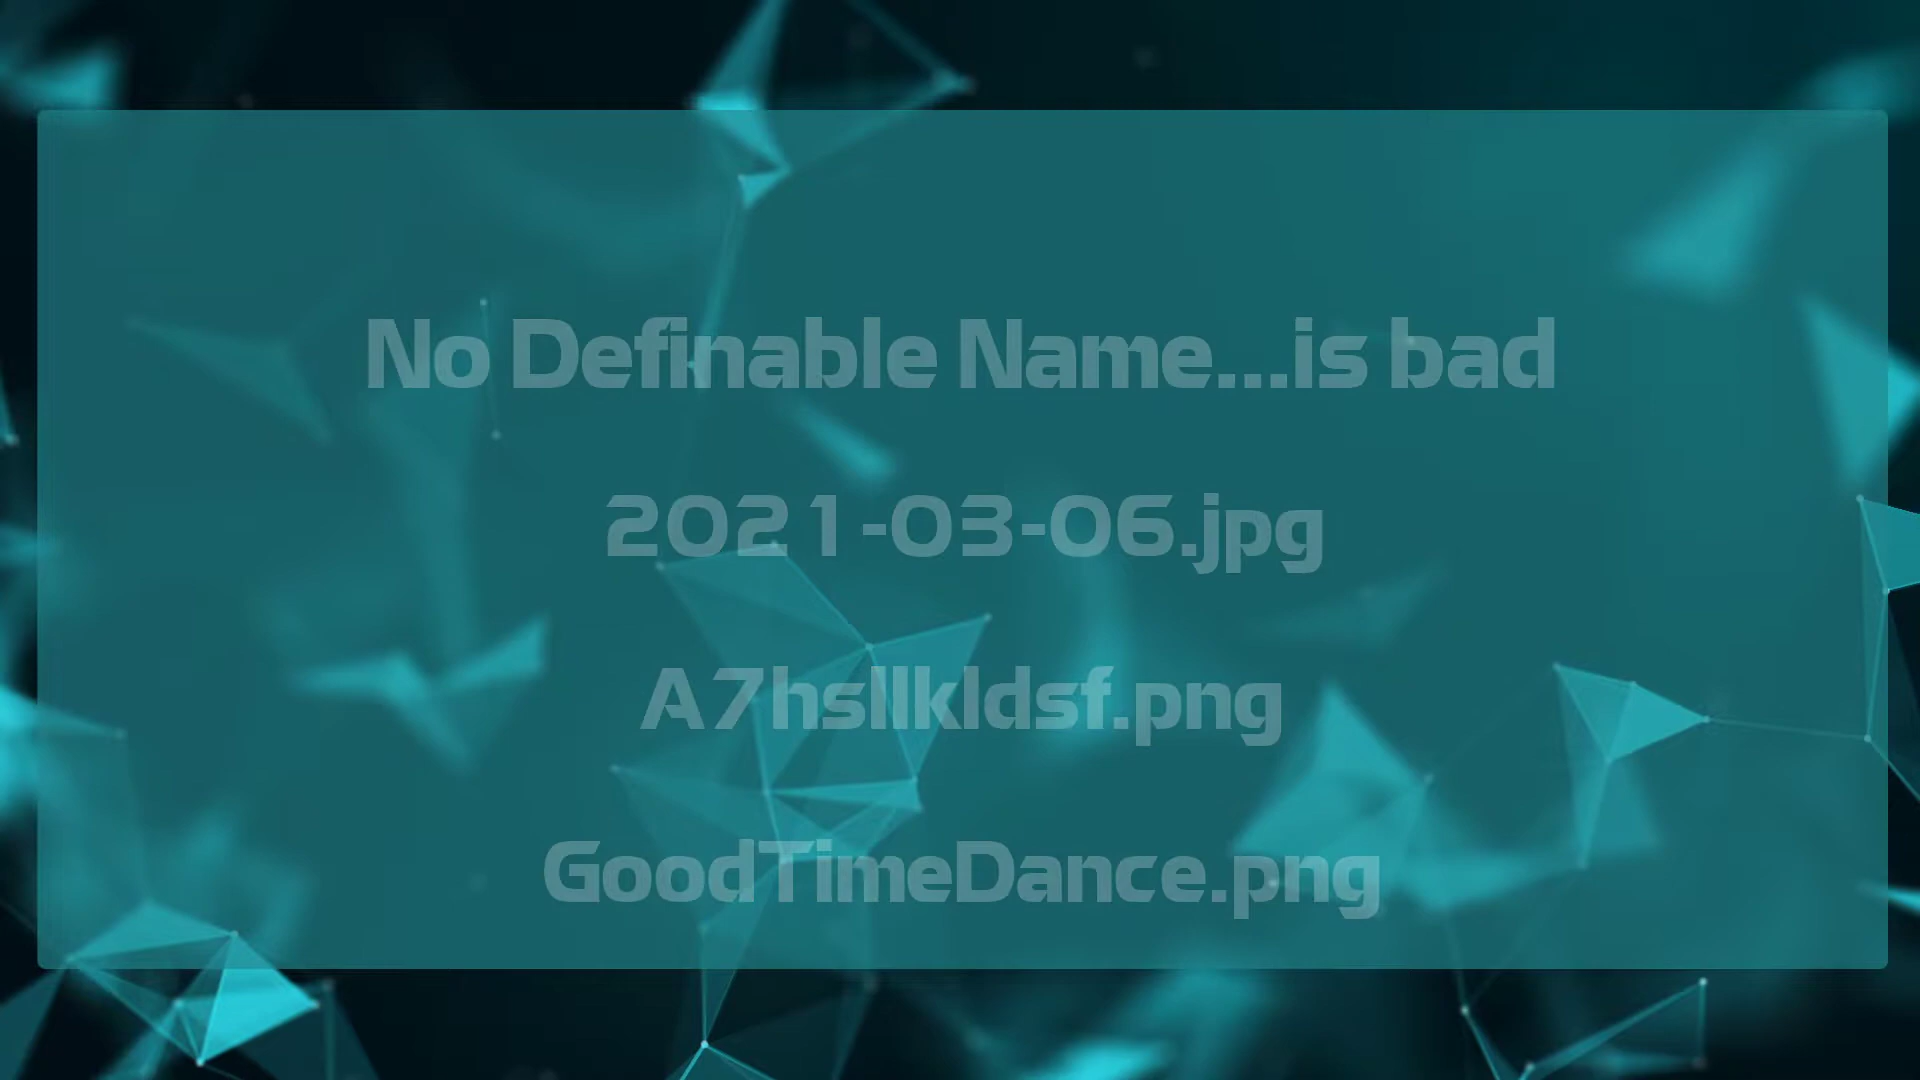 No Definable Name...is bad
2021-03-06.jpg
A7hsllkldsf.png
GoodTimeDance.png